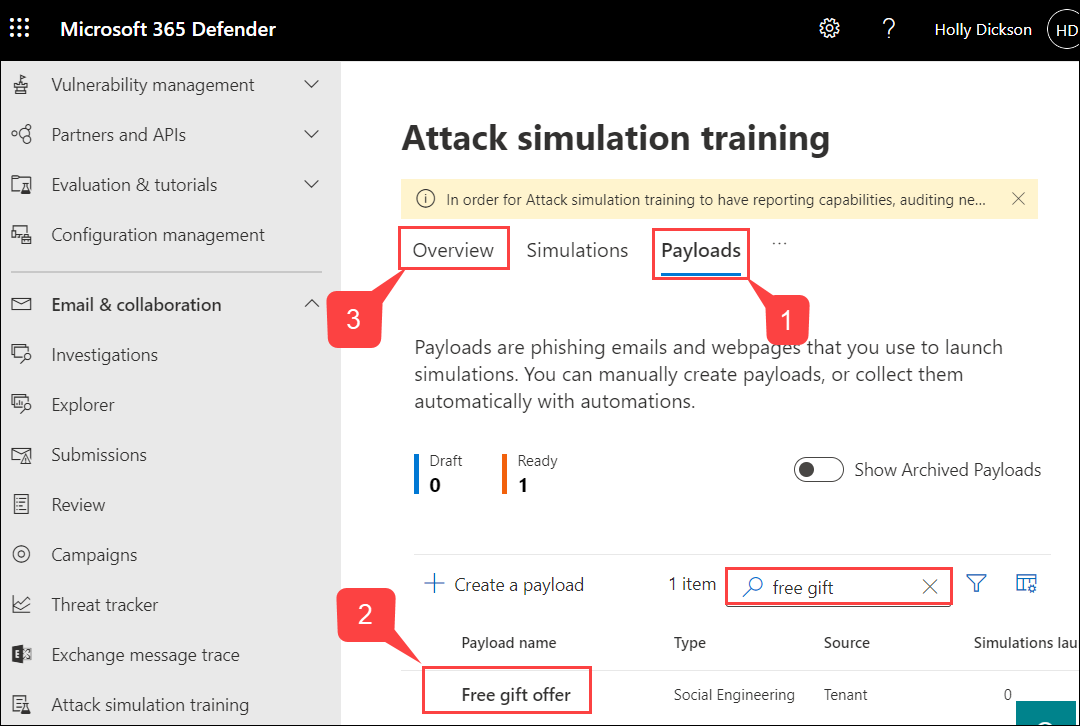 Microsoft 365 Defender
Holly Dickson
HD
Vulnerability management
Partners and APIs
Evaluation & tutorials
Configuration management
Email & collaboration
Investigations
Explorer
Submissions
Review
Campaigns
Threat tracker
Exchange message trace
Attack simulation training
Attack simulation training
In order for Attack simulation training to have reporting capabilities, auditing ne...
Overview Simulations Payloads ...
3
1
Payloads are phishing emails and webpages that you use to launch
simulations. You can manually create payloads, or collect them
automatically with automations.
Draft
0
Ready
1
Show Archived Payloads
Create a payload
1 item
free gift
2
Payload name Type Source Simulations lau
Free gift offer Social Engineering Tenant 0